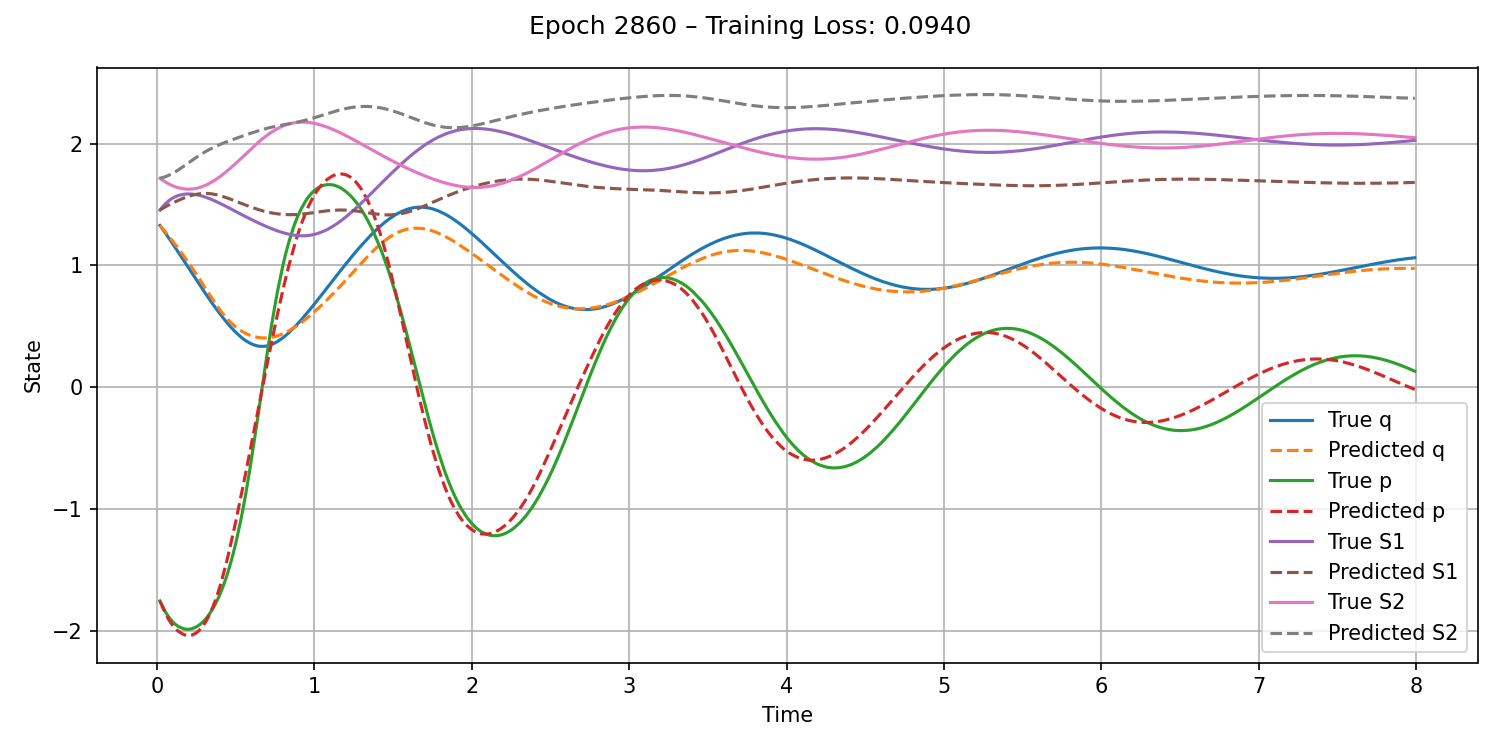 Epoch 2860 – Training Loss: 0.0940
State
2
1
0
−1
−2
0 1 2 3 4 5 6 7 8
Time
True q
Predicted q
True p
Predicted p
True S1
Predicted S1
True S2
Predicted S2